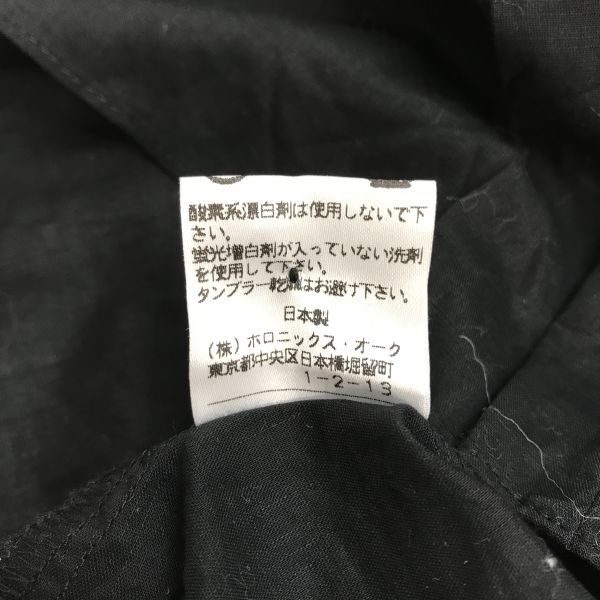 酸素系漂白剤は使用しないで下
さい。
蛍光増白剤が入っていない洗剤
を使用して下さい。
タンブラー乾燥はお避け下さい。
日本製
(株)ホロニックス・オーク
東京都中央区日本橋堀留町
1-2-13